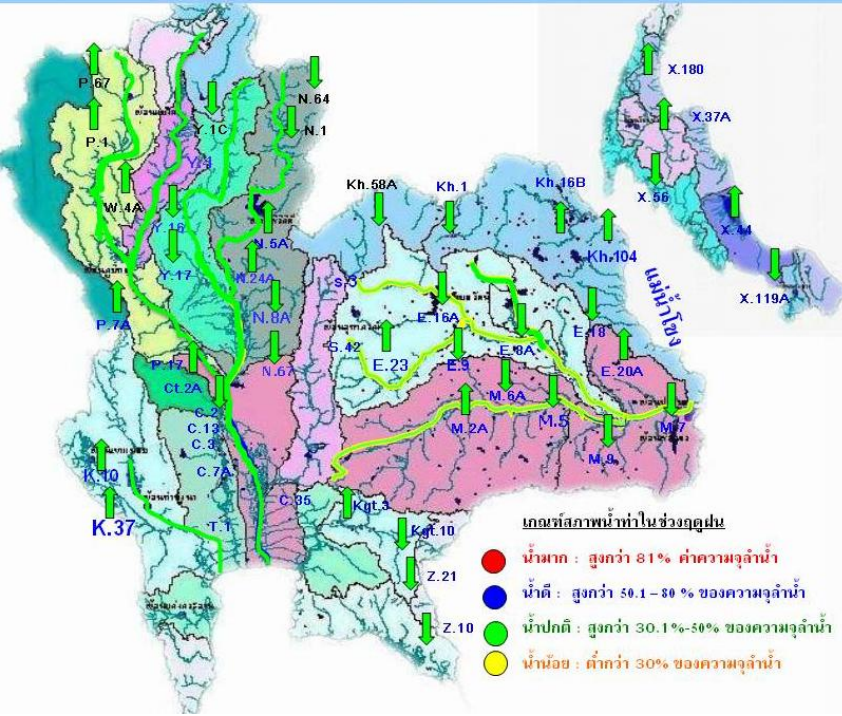 P.67
P.1
W.4A
Y.1C
N.64
N.1
Y.16
Y.17
N.5A
N.24A
N.8A
N.67
P.7A
P.17
Ct.2A
C.2
C.13
C.3
C.7A
C.35
T.1
K.10
K.37
Kh.58A
Kh.1
Kh.16B
Kh.104
แม่น้ำโขง
S.3
S.42
E.16A
E.23
E.9
E.8A
E.18
E.20A
M.6A
M.2A
M.5
M.9
M.7
Kgt.3
Kgt.10
Z.21
Z.10
X.180
X.37A
X.56
X.44
X.119A
เกณฑ์สภาพน้ำท่าในช่วงฤดูฝน
น้ำมาก : สูงกว่า 81% ค่าความจุลำน้ำ
น้ำดี : สูงกว่า 50.1 – 80 % ของความจุลำน้ำ
น้ำปกติ : สูงกว่า 30.1%-50% ของความจุลำน้ำ
น้ำน้อย : ต่ำกว่า 30% ของความจุลำน้ำ